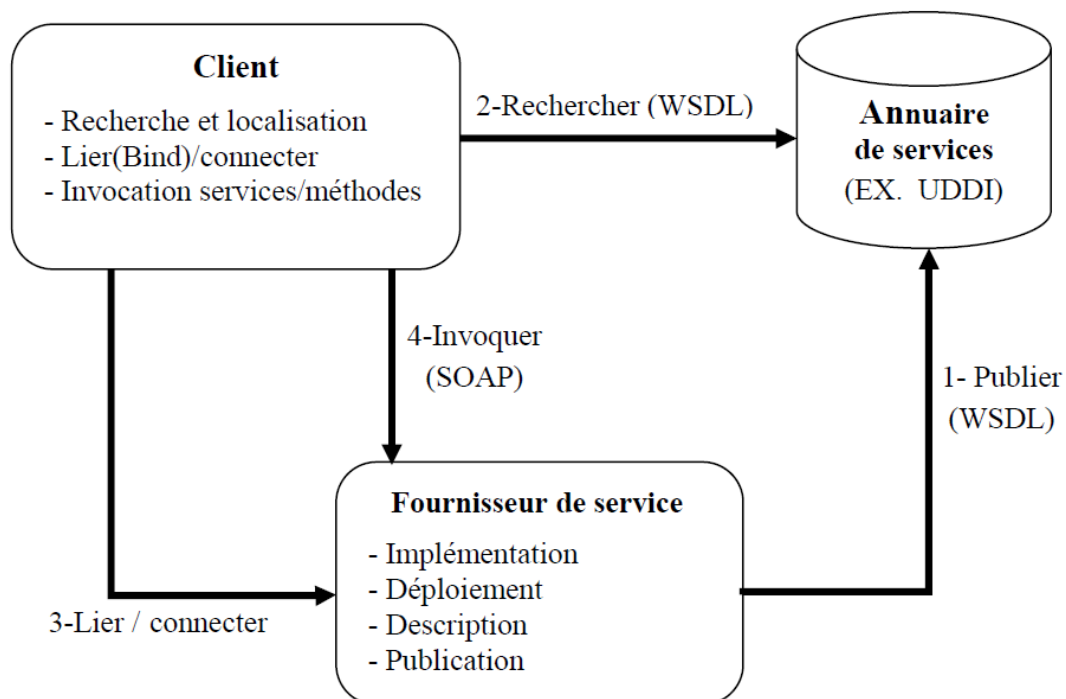 Client
- Recherche et localisation
- Lier(Bind)/connecter
- Invocation services/méthodes
2-Rechercher (WSDL)
Annuaire
de services
(EX. UDDI)
4-Invoquer
(SOAP)
1- Publier
(WSDL)
3-Lier / connecter
Fournisseur de service
- Implémentation
- Déploiement
- Description
- Publication